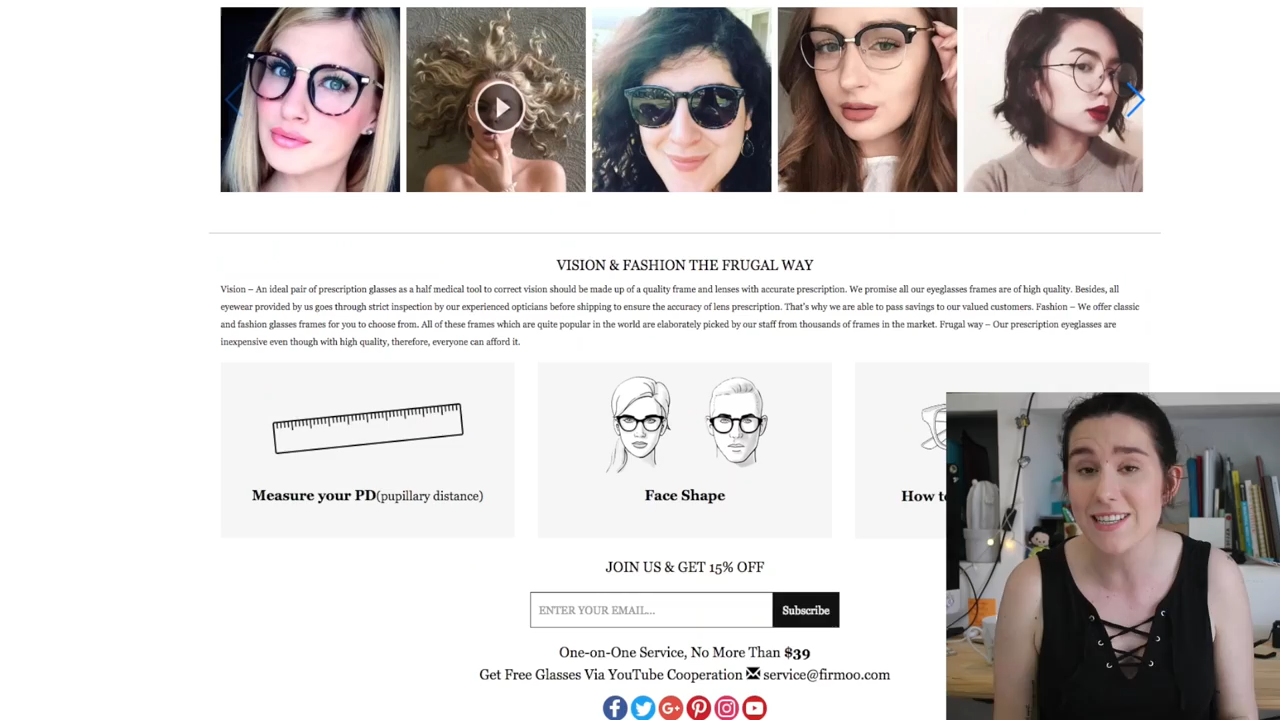 VISION & FASHION THE FRUGAL WAY
Vision – An ideal pair of prescription glasses as a half medical tool to correct vision should be made up of a quality frame and lenses with accurate prescription. We promise all our eyeglasses frames are of high quality. Besides, all
eyewear provided by us goes through strict inspection by our experienced opticians before shipping to ensure the accuracy of lens prescription. That's why we are able to pass savings to our valued customers. Fashion – We offer classic
and fashion glasses frames for you to choose from. All of these frames which are quite popular in the world are elaborately picked by our staff from thousands of frames in the market. Frugal way – Our prescription eyeglasses are
inexpensive even though with high quality, therefore, everyone can afford it.
Measure your PD(pupillary distance)
Face Shape
How to
JOIN US & GET 15% OFF
ENTER YOUR EMAIL...
Subscribe
One-on-One Service, No More Than $39
Get Free Glasses Via YouTube Cooperation service@firmoo.com